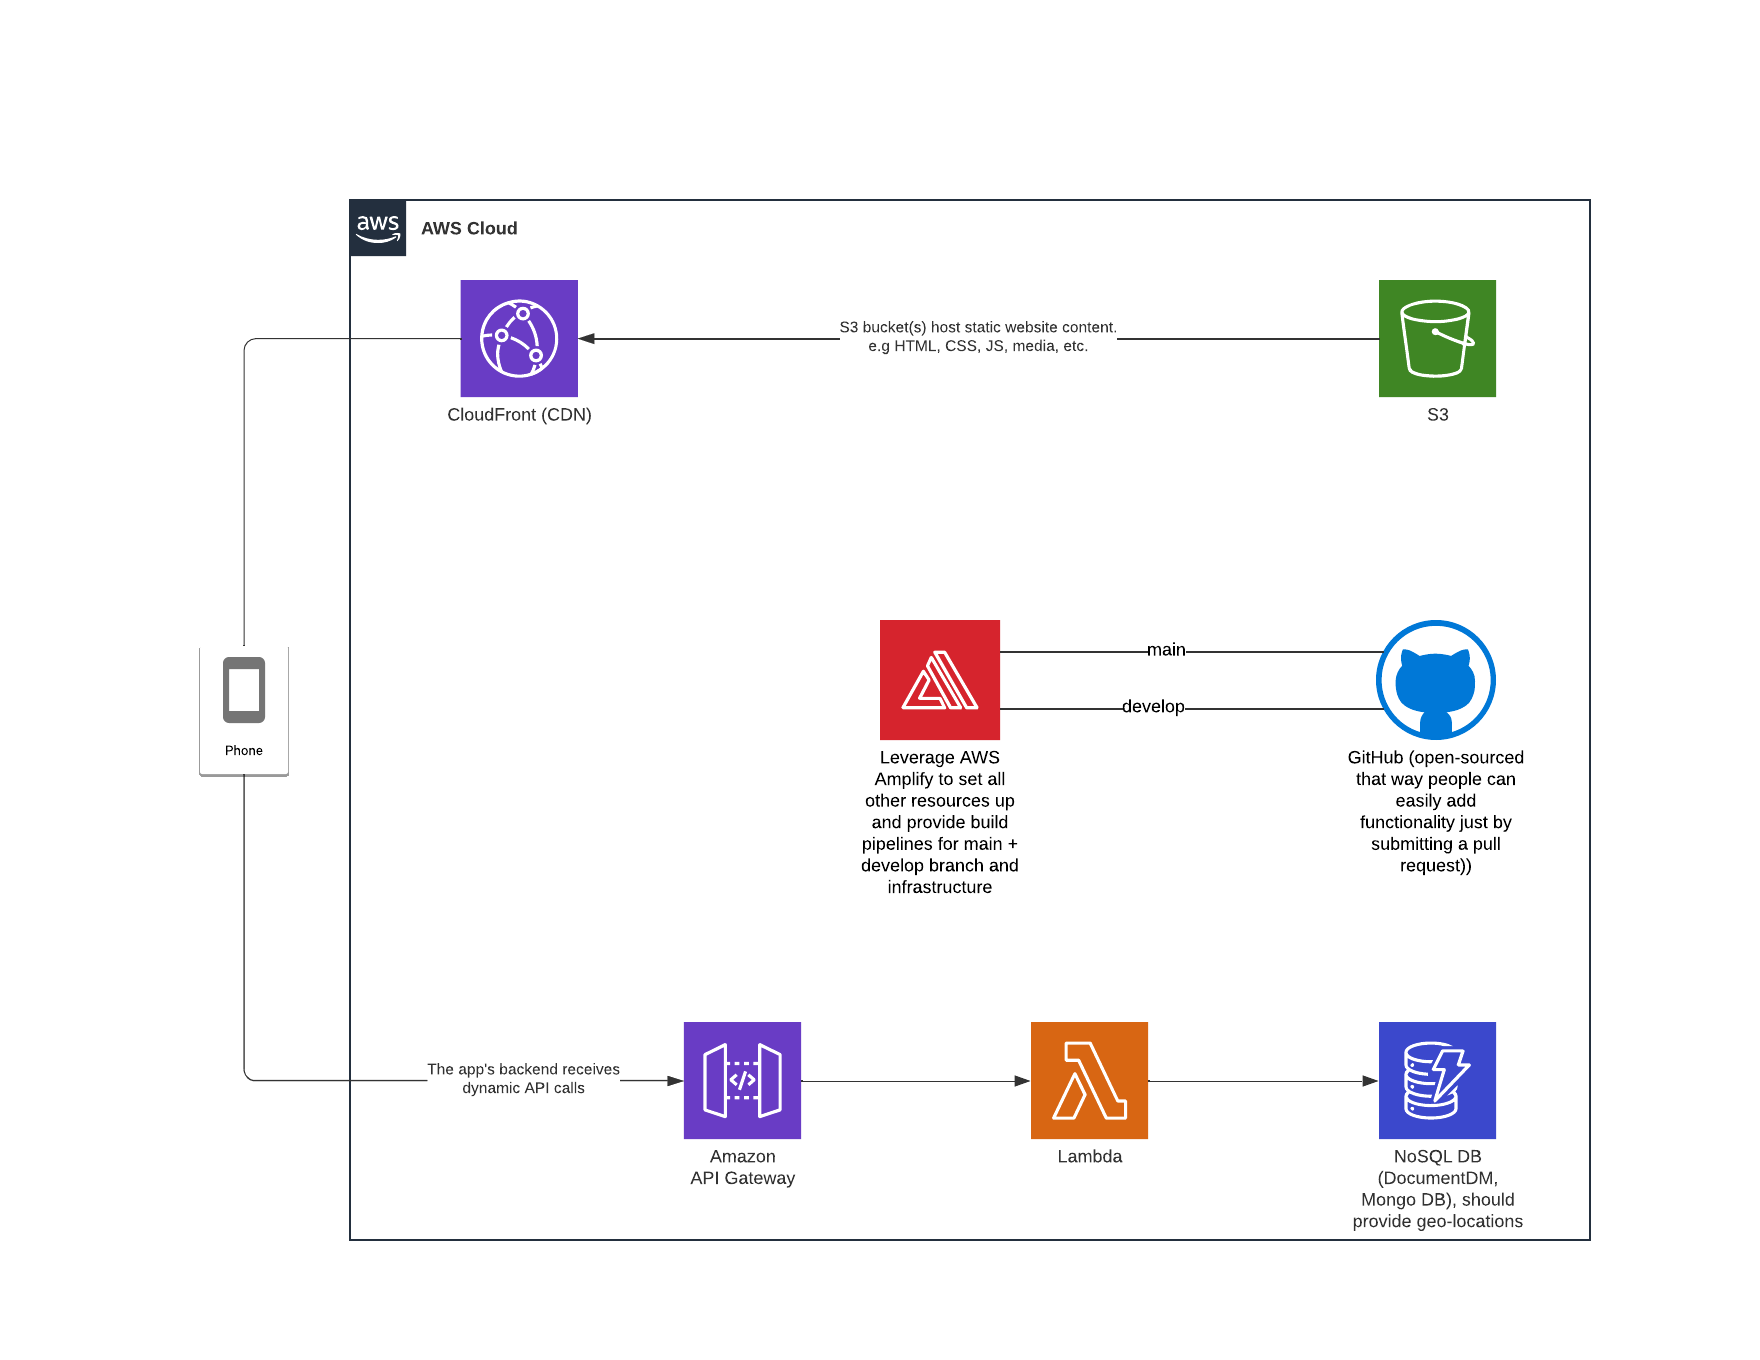 aws
AWS Cloud
CloudFront (CDN)
S3 bucket(s) host static website content.
e.g HTML, CSS, JS, media, etc.
S3
Phone
main
develop
Leverage AWS
Amplify to set all
other resources up
and provide build
pipelines for main +
develop branch and
infrastructure
GitHub (open-sourced
that way people can
easily add
functionality just by
submitting a pull
request))
The app's backend receives
dynamic API calls
Amazon
API Gateway
Lambda
NoSQL DB
(DocumentDM,
Mongo DB), should
provide geo-locations